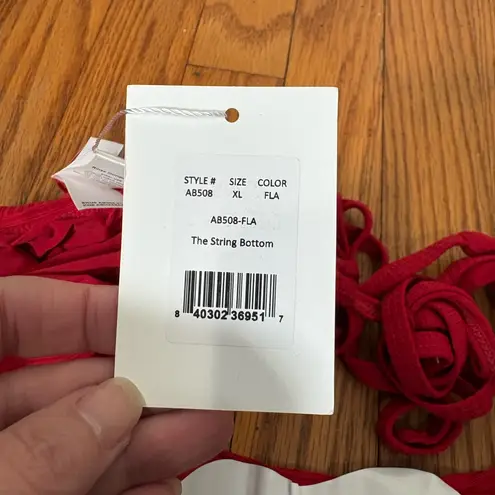 STYLE # SIZE COLOR
AB508 XL FLA
AB508-FLA
The String Bottom
8 40302 36951 7